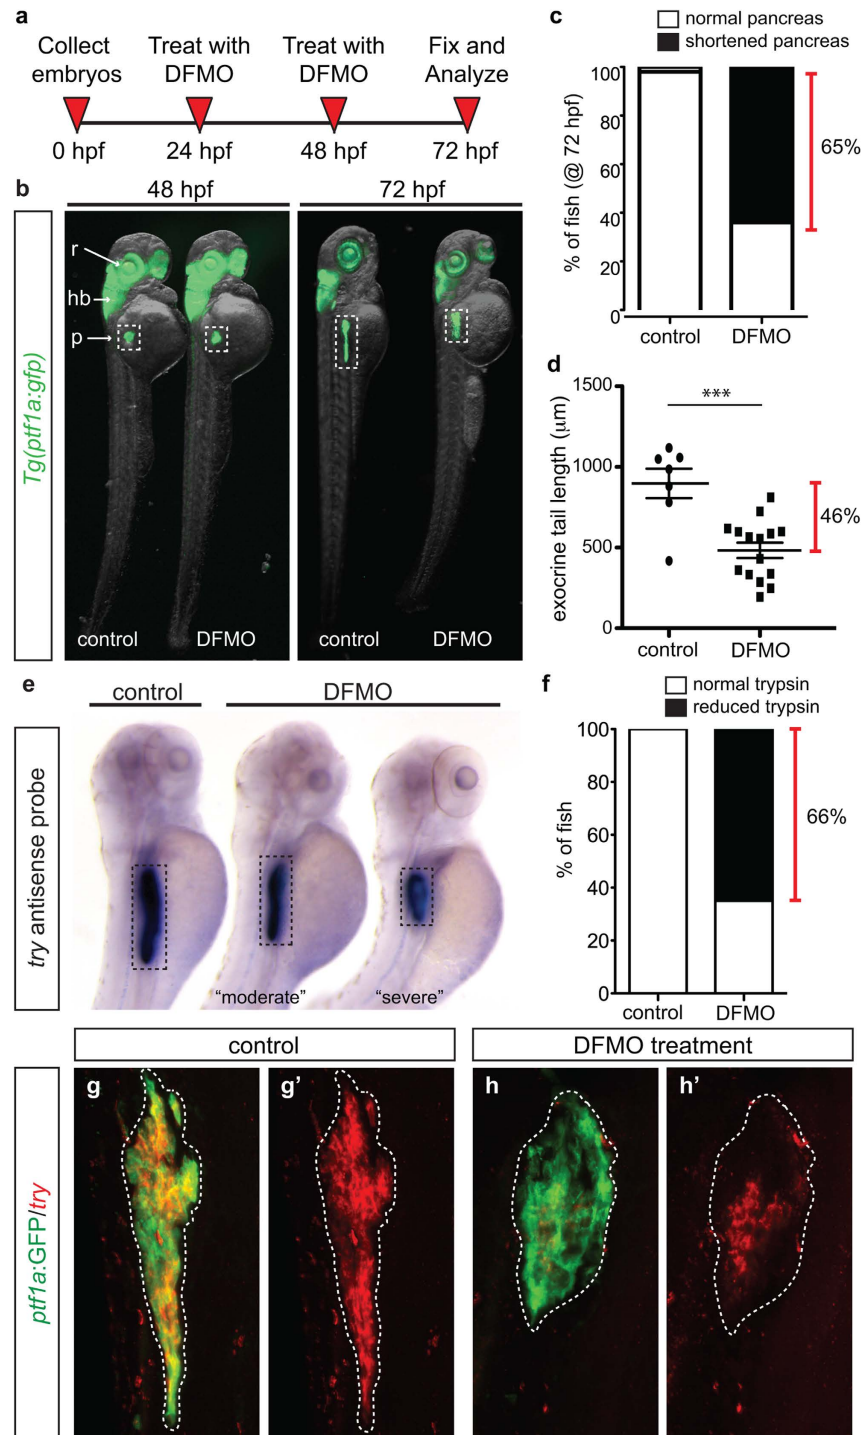 a
Collect embryos
Treat with DFMO
Treat with DFMO
Fix and Analyze
0 hpf
24 hpf
48 hpf
72 hpf
b
48 hpf
72 hpf
Tg(ptf1a:gfp)
r
hb
p
control
DFMO
control
DFMO
c
normal pancreas
shortened pancreas
% of fish (@ 72 hpf)
100
80
60
40
20
0
control
DFMO
65%
d
exocrine tail length (μm)
1500
1000
500
0
***
control
DFMO
46%
e
control
DFMO
try antisense probe
"moderate"
"severe"
f
normal trypsin
reduced trypsin
% of fish
100
80
60
40
20
0
control
DFMO
66%
control
DFMO treatment
ptf1a:GFP/try
g
g'
h
h'